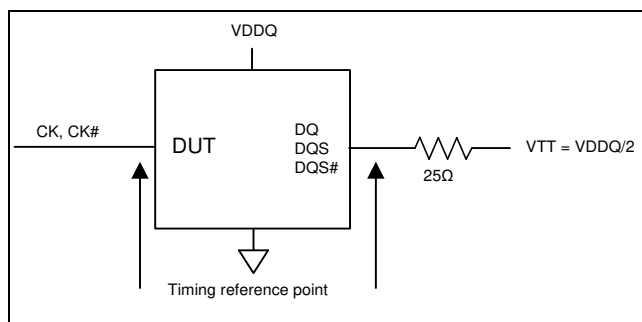 VDDQ
CK, CK#
DUT
DQ
DQS
DQS#
25Ω
VTT = VDDQ/2
Timing reference point